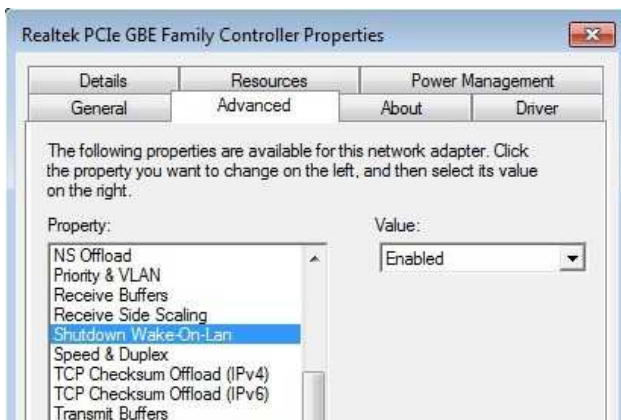 Realtek PCIe GBE Family Controller Properties
Details
Resources
Power Management
General
Advanced
About
Driver
The following properties are available for this network adapter. Click
the property you want to change on the left, and then select its value
on the right.
Property:
Value:
NS Offload
Enabled
Priority & VLAN
Receive Buffers
Receive Side Scaling
Shutdown Wake-On-Lan
Speed & Duplex
TCP Checksum Offload (IPv4)
TCP Checksum Offload (IPv6)
Transmit Buffers